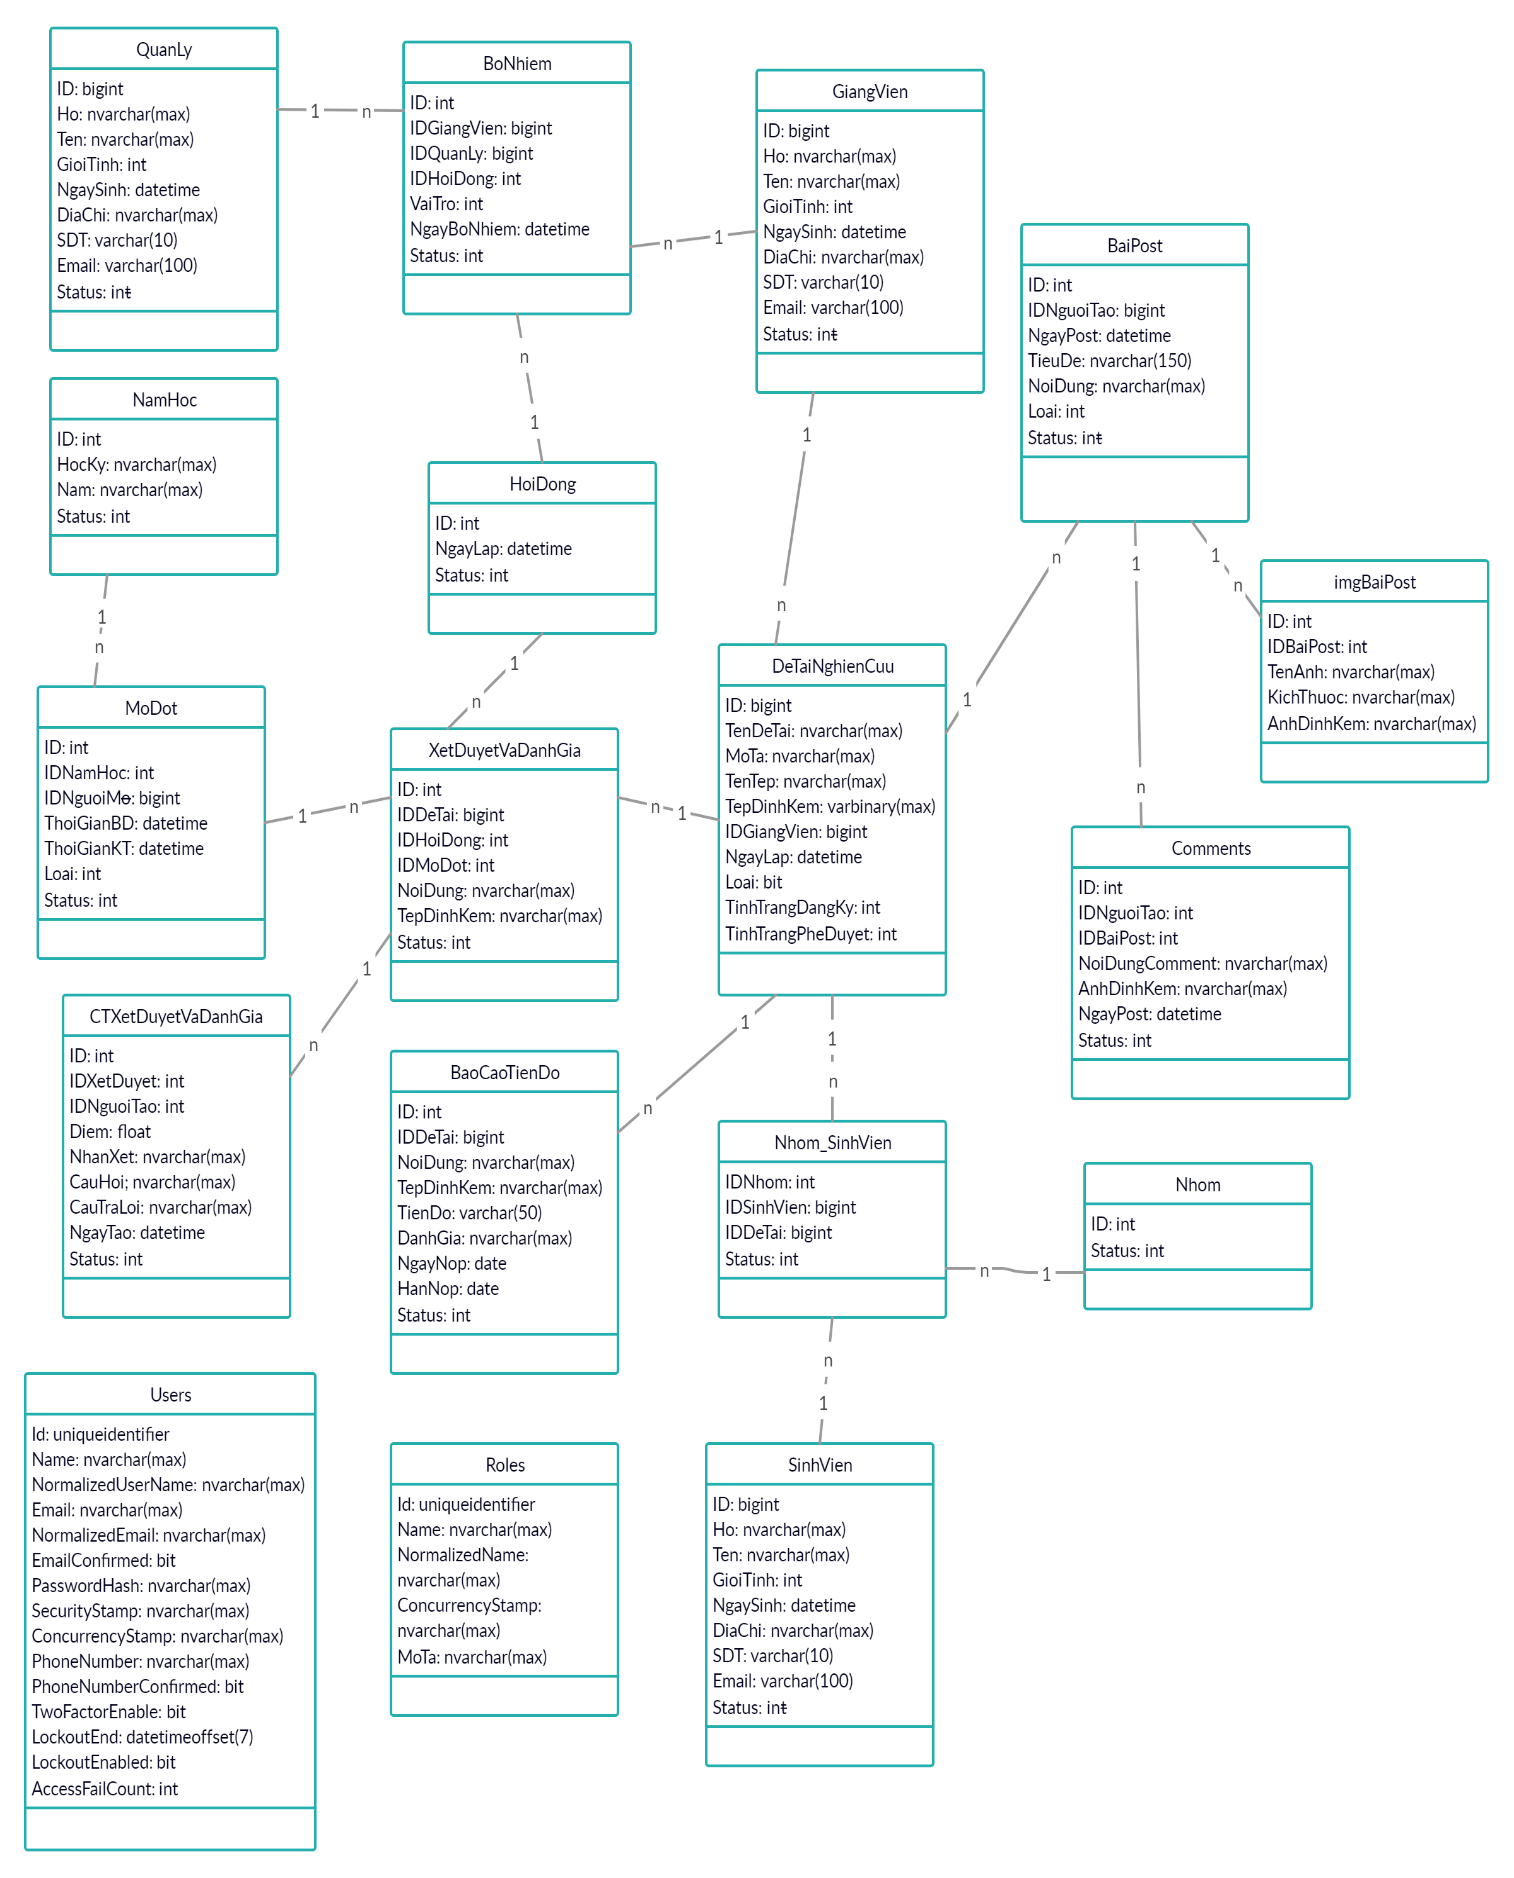 QuanLy
ID: bigint
Ho: nvarchar(max)
Ten: nvarchar(max)
GioiTinh: int
NgaySinh: datetime
DiaChi: nvarchar(max)
SDT: varchar(10)
Email: varchar(100)
Status: int
1
n
BoNhiem
ID: int
IDGiangVien: bigint
IDQuanLy: bigint
IDHoiDong: int
VaiTro: int
NgayBoNhiem: datetime
Status: int
n
1
GiangVien
ID: bigint
Ho: nvarchar(max)
Ten: nvarchar(max)
GioiTinh: int
NgaySinh: datetime
DiaChi: nvarchar(max)
SDT: varchar(10)
Email: varchar(100)
Status: int
BaiPost
ID: int
IDNguoiTao: bigint
NgayPost: datetime
TieuDe: nvarchar(150)
NoiDung: nvarchar(max)
Loai: int
Status: int
n
1
NamHoc
ID: int
HocKy: nvarchar(max)
Nam: nvarchar(max)
Status: int
1
n
HoiDong
ID: int
NgayLap: datetime
Status: int
1
n
1
n
n
1
1
n
1
n
imgBaiPost
ID: int
IDBaiPost: int
TenAnh: nvarchar(max)
KichThuoc: nvarchar(max)
AnhDinhKem: nvarchar(max)
MoDot
ID: int
IDNamHoc: int
IDNguoiMo: bigint
ThoiGianBD: datetime
ThoiGianKT: datetime
Loai: int
Status: int
1
n
XetDuyetVaDanhGia
ID: int
IDDeTai: bigint
IDHoiDong: int
IDMoDot: int
NoiDung: nvarchar(max)
TepDinhKem: nvarchar(max)
Status: int
n
1
DeTaiNghienCuu
ID: bigint
TenDeTai: nvarchar(max)
MoTa: nvarchar(max)
TenTep: nvarchar(max)
TepDinhKem: varbinary(max)
IDGiangVien: bigint
NgayLap: datetime
Loai: bit
TinhTrangDangKy: int
TinhTrangPheDuyet: int
Comments
ID: int
IDNguoiTao: int
IDBaiPost: int
NoiDungComment: nvarchar(max)
AnhDinhKem: nvarchar(max)
NgayPost: datetime
Status: int
1
n
CTXetDuyetVaDanhGia
ID: int
IDXetDuyet: int
IDNguoiTao: int
Diem: float
NhanXet: nvarchar(max)
CauHoi; nvarchar(max)
CauTraLoi: nvarchar(max)
NgayTao: datetime
Status: int
BaoCaoTienDo
ID: int
IDDeTai: bigint
NoiDung: nvarchar(max)
TepDinhKem: nvarchar(max)
TienDo: varchar(50)
DanhGia: nvarchar(max)
NgayNop: date
HanNop: date
Status: int
1
n
1
n
Nhom_SinhVien
IDNhom: int
IDSinhVien: bigint
IDDeTai: bigint
Status: int
n
1
Nhom
ID: int
Status: int
n
1
Users
Id: uniqueidentifier
Name: nvarchar(max)
NormalizedUserName: nvarchar(max)
Email: nvarchar(max)
NormalizedEmail: nvarchar(max)
EmailConfirmed: bit
PasswordHash: nvarchar(max)
SecurityStamp: nvarchar(max)
ConcurrencyStamp: nvarchar(max)
PhoneNumber: nvarchar(max)
PhoneNumberConfirmed: bit
TwoFactorEnable: bit
LockoutEnd: datetimeoffset(7)
LockoutEnabled: bit
AccessFailCount: int
Roles
Id: uniqueidentifier
Name: nvarchar(max)
NormalizedName:
nvarchar(max)
ConcurrencyStamp:
nvarchar(max)
MoTa: nvarchar(max)
SinhVien
ID: bigint
Ho: nvarchar(max)
Ten: nvarchar(max)
GioiTinh: int
NgaySinh: datetime
DiaChi: nvarchar(max)
SDT: varchar(10)
Email: varchar(100)
Status: int